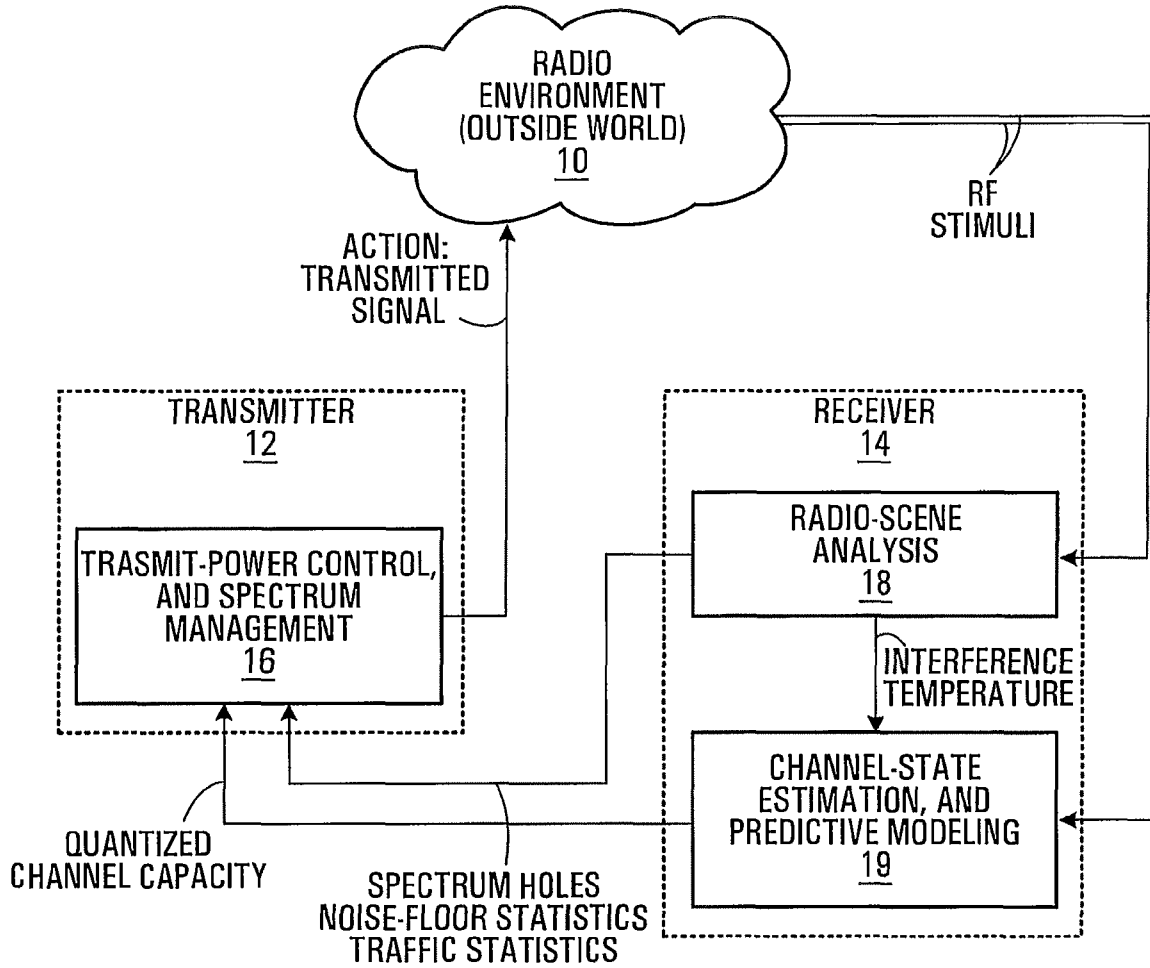 RADIO
ENVIRONMENT
(OUTSIDE WORLD)
10
RF
STIMULI
ACTION:
TRANSMITTED
SIGNAL
TRANSMITTER
12
TRASMIT-POWER CONTROL,
AND SPECTRUM
MANAGEMENT
16
RECEIVER
14
RADIO-SCENE
ANALYSIS
18
INTERFERENCE
TEMPERATURE
CHANNEL-STATE
ESTIMATION, AND
PREDICTIVE MODELING
19
QUANTIZED
CHANNEL CAPACITY
SPECTRUM HOLES
NOISE-FLOOR STATISTICS
TRAFFIC STATISTICS